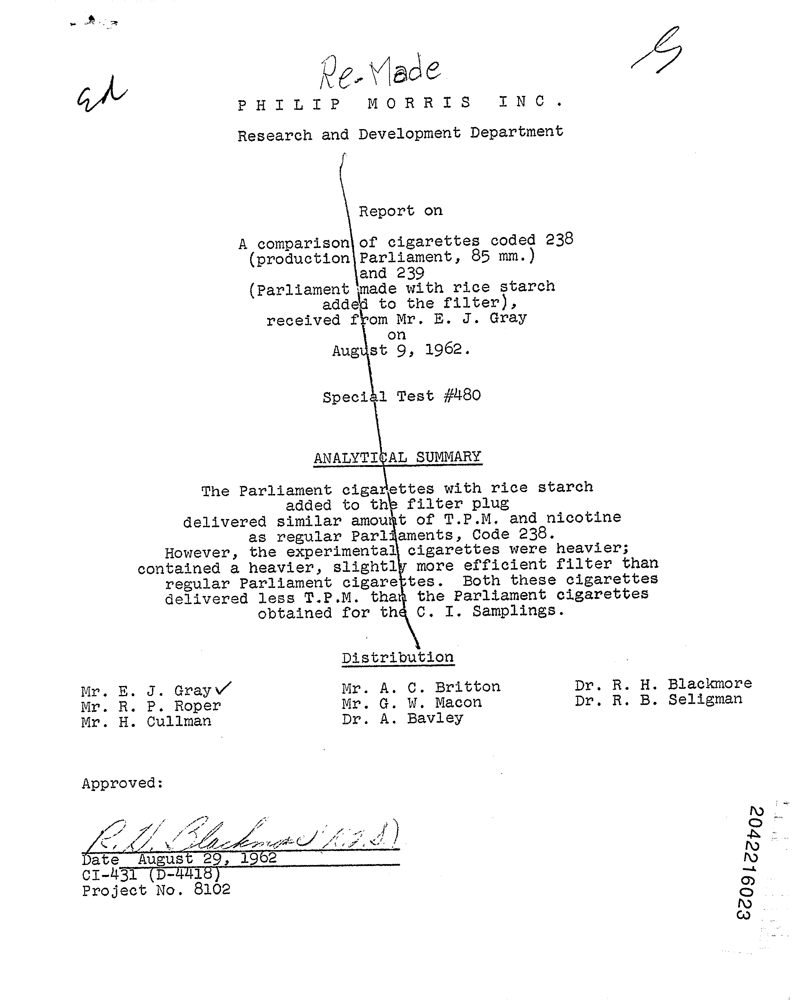 Re-Made
Ed
PHILIP MORRIS INC.
Research and Development Department
Report on
A comparison of cigarettes coded 238
(production Parliament, 85 mm.)
and 239
(Parliament made with rice starch
added to the filter),
received from Mr. E. J. Gray
on
August 9, 1962.
Special Test #480
ANALYTICAL SUMMARY
The Parliament cigarettes with rice starch
added to the filter plug
delivered similar amount of T.P.M. and nicotine
as regular Parliaments, Code 238.
However, the experimental cigarettes were heavier;
contained a heavier, slightly more efficient filter than
regular Parliament cigarettes. Both these cigarettes
delivered less T.P.M. than the Parliament cigarettes
obtained for the C. I. Samplings.
Distribution
Mr. E. J. Gray ✓
Mr. R. P. Roper
Mr. H. Cullman
Mr. A. C. Britton
Mr. G. W. Macon
Dr. A. Bavley
Dr. R. H. Blackmore
Dr. R. B. Seligman
Approved:
R. H. Blackmore
Date August 29, 1962
CI-431 (D-4418)
Project No. 8102
2042216023